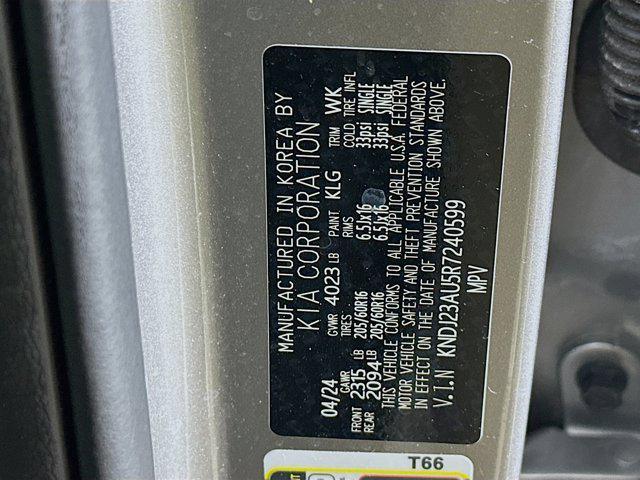 MANUFACTURED IN KOREA BY
KIA CORPORATION
04/24 GVWR 4023 LB PAINT KLG TRIM WK
GAWR TIRES RIMS COLD TIRE INFL
FRONT 2315 LB 205/60R16 6.5Jx16 33psi SINGLE
REAR 2094 LB 205/60R16 6.5Jx16 33psi SINGLE
THIS VEHICLE CONFORMS TO ALL APPLICABLE U.S.A. FEDERAL
MOTOR VEHICLE SAFETY AND THEFT PREVENTION STANDARDS
IN EFFECT ON THE DATE OF MANUFACTURE SHOWN ABOVE.
V.I.N KNDJ23AU5R7240599
MPV
T66